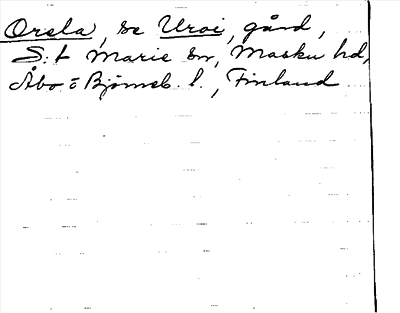 Orsla, se Uroi, gård,
S:t Marie sn, Masku hd,
Åbo o Björneb. l., Finland